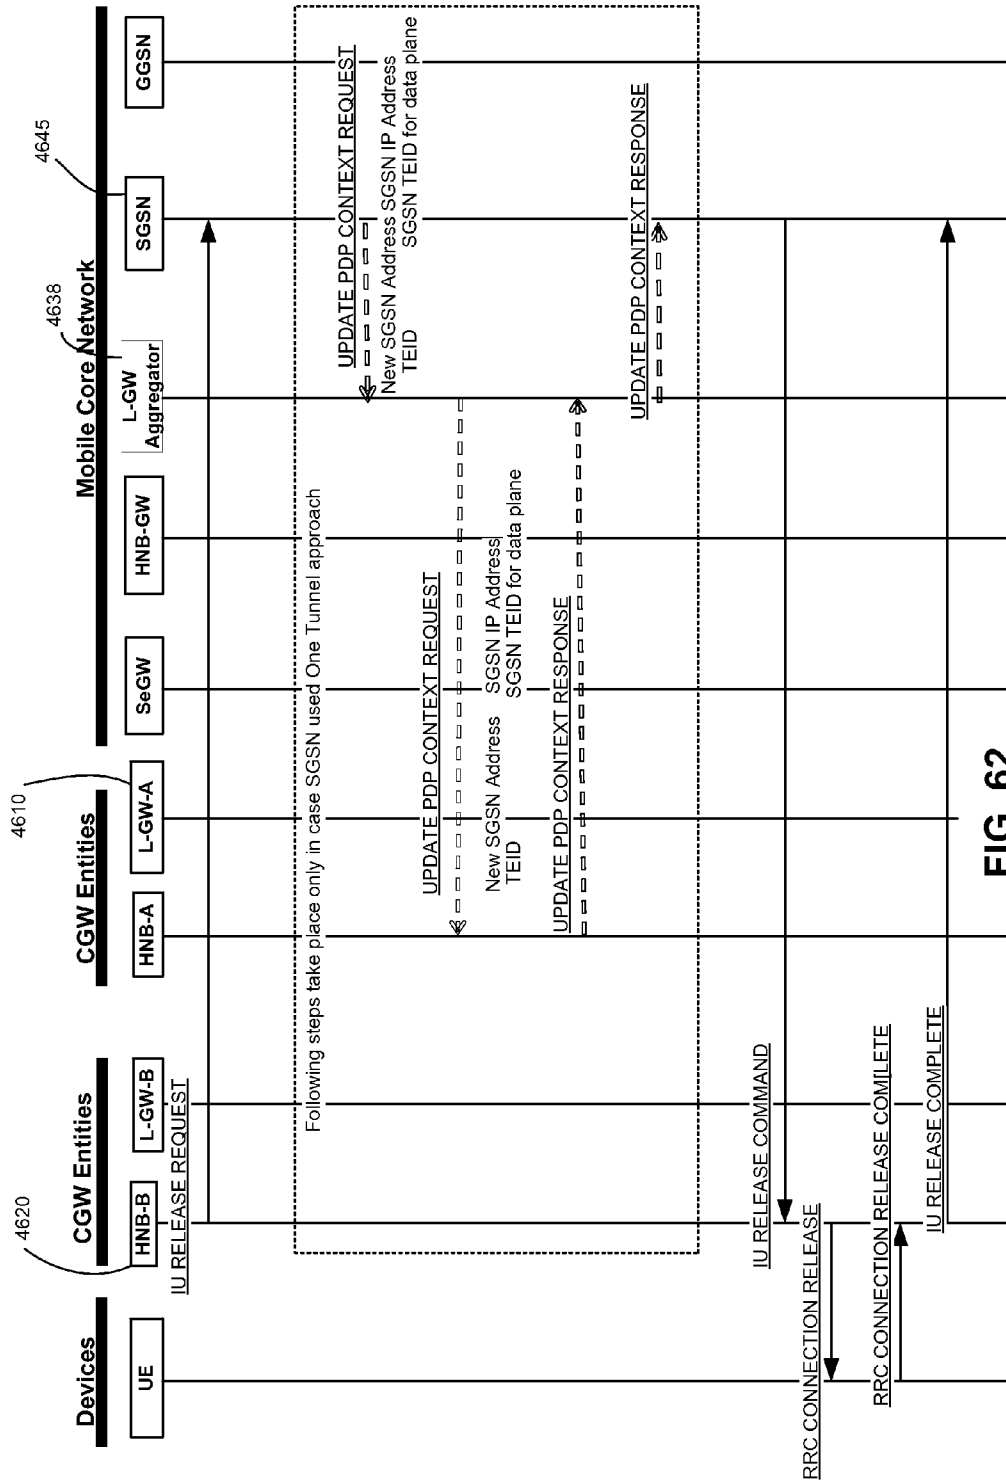 Devices
CGW Entities
CGW Entities
Mobile Core Network
4620
4610
4638
4645
UE
HNB-B
L-GW-B
HNB-A
L-GW-A
SeGW
HNB-GW
L-GW
Aggregator
SGSN
GGSN
IU RELEASE REQUEST
Following steps take place only in case SGSN used One Tunnel approach
UPDATE PDP CONTEXT REQUEST
New SGSN Address SGSN IP Address
TEID SGSN TEID for data plane
UPDATE PDP CONTEXT REQUEST
New SGSN Address SGSN IP Address
TEID SGSN TEID for data plane
UPDATE PDP CONTEXT RESPONSE
UPDATE PDP CONTEXT RESPONSE
IU RELEASE COMMAND
RRC CONNECTION RELEASE
RRC CONNECTION RELEASE COMlLETE
IU RELEASE COMPLETE
FIG. 62